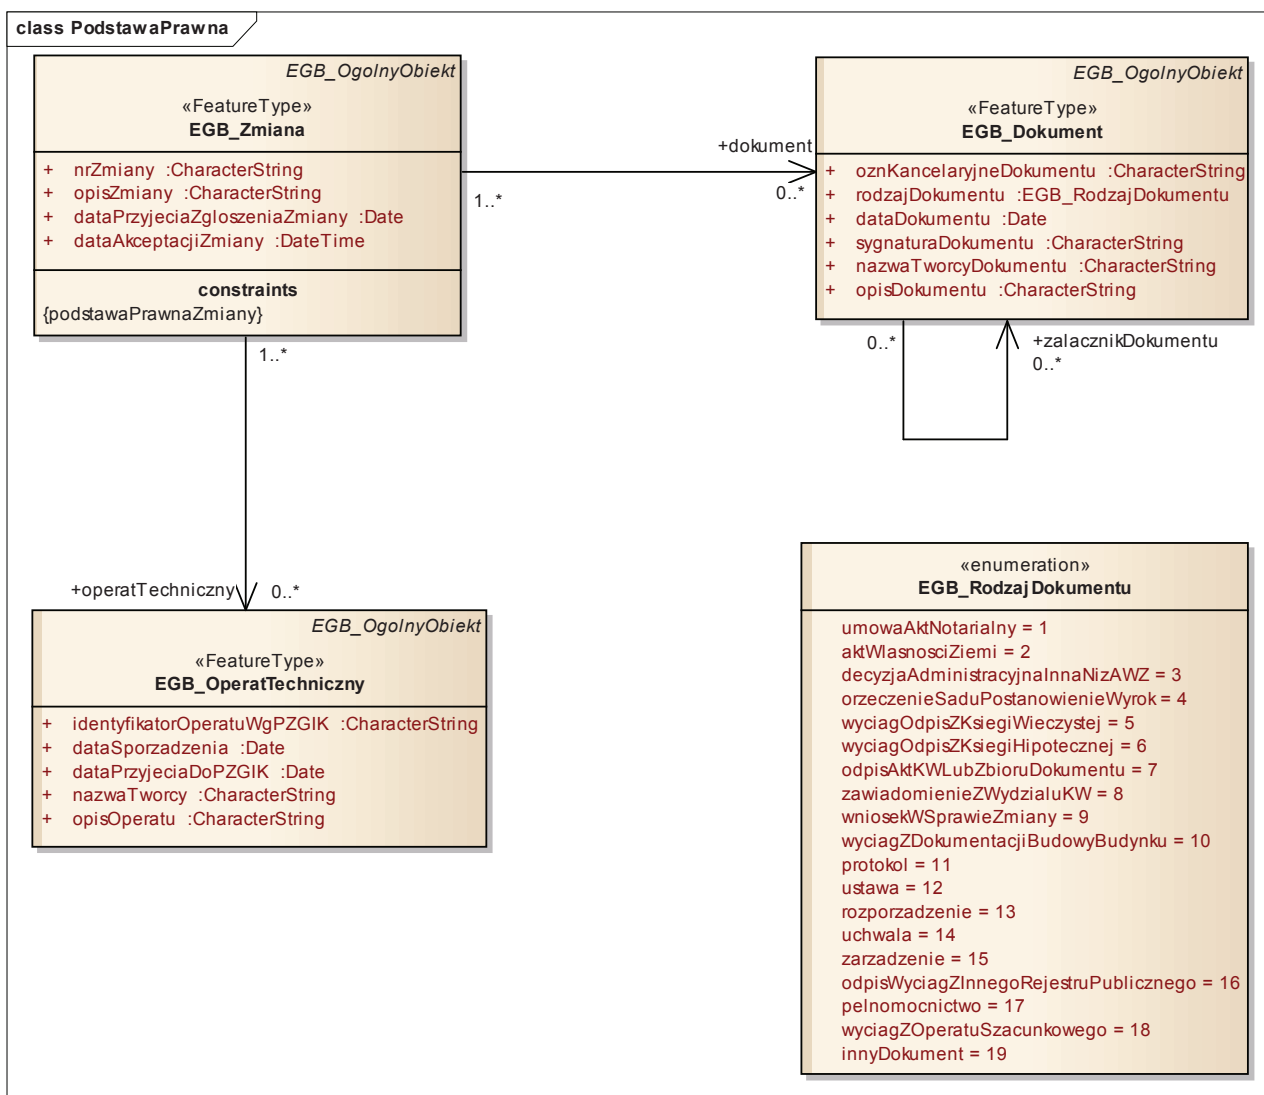 class PodstawaPrawna
EGB_OgolnyObiekt
«FeatureType»
EGB_Zmiana
+ nrZmiany :CharacterString
+ opisZmiany :CharacterString
+ dataPrzyjeciaZgloszeniaZmiany :Date
+ dataAkceptacjiZmiany :DateTime
constraints
{podstawaPrawnaZmiany}
1..*
+dokument
0..*
EGB_OgolnyObiekt
«FeatureType»
EGB_Dokument
+ oznKancelaryjneDokumentu :CharacterString
+ rodzajDokumentu :EGB_RodzajDokumentu
+ dataDokumentu :Date
+ sygnaturaDokumentu :CharacterString
+ nazwaTworcyDokumentu :CharacterString
+ opisDokumentu :CharacterString
0..*
+zalacznikDokumentu
0..*
1..*
+operatTechniczny
0..*
EGB_OgolnyObiekt
«FeatureType»
EGB_OperatTechniczny
+ identyfikatorOperatuWgPZGIK :CharacterString
+ dataSporzadzenia :Date
+ dataPrzyjeciaDoPZGIK :Date
+ nazwaTworcy :CharacterString
+ opisOperatu :CharacterString
«enumeration»
EGB_RodzajDokumentu
umowaAktNotarialny = 1
aktWlasnosciZiemi = 2
decyzjaAdministracyjnaInnaNizAWZ = 3
orzeczenieSaduPostanowienieWyrok = 4
wyciagOdpisZKsiegiWieczystej = 5
wyciagOdpisZKsiegiHipotecznej = 6
odpisAktKWLubZbioruDokumentu = 7
zawiadomienieZWydzialuKW = 8
wniosekWSprawieZmiany = 9
wyciagZDokumentacjiBudowyBudynku = 10
protokol = 11
ustawa = 12
rozporzadzenie = 13
uchwala = 14
zarzadzenie = 15
odpisWyciagZInnegoRejestruPublicznego = 16
pelnomocnictwo = 17
wyciagZOperatuSzacunkowego = 18
innyDokument = 19